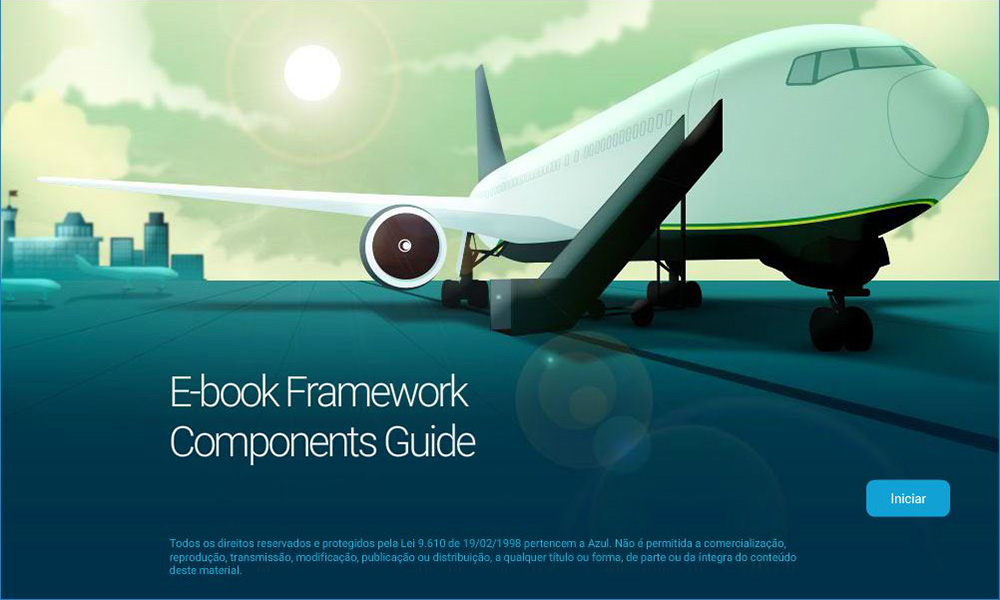 E-book Framework
Components Guide
Iniciar
Todos os direitos reservados e protegidos pela Lei 9.610 de 19/02/1998 pertencem a Azul. Não é permitida a comercialização,
reprodução, transmissão, modificação, publicação ou distribuição, a qualquer título ou forma, de parte ou da íntegra do conteúdo
deste material.